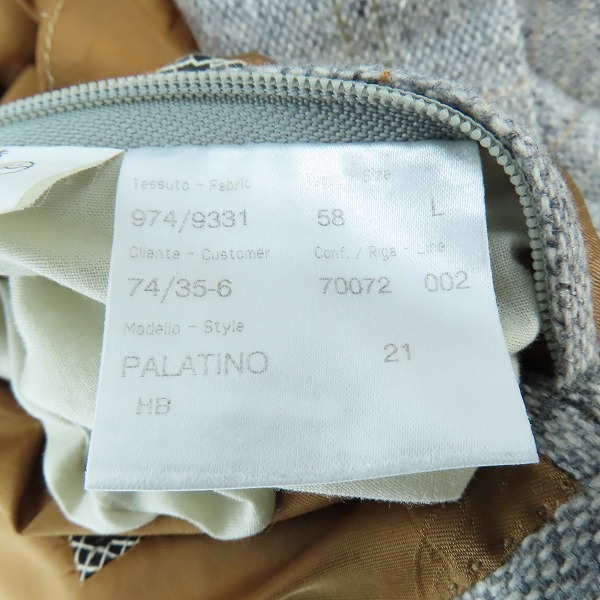 Tessuto - Fabric    - Size
974/9331    58    L
Cliente - Customer    Conf. / Riga - Line
74/35-6    70072    002
Modello - Style
PALATINO    21
HB